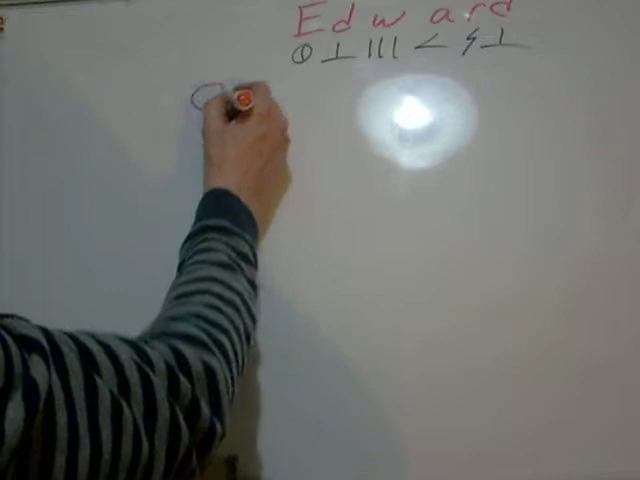 Edward
⏀ ⊥ ||| < ϟ ⊥